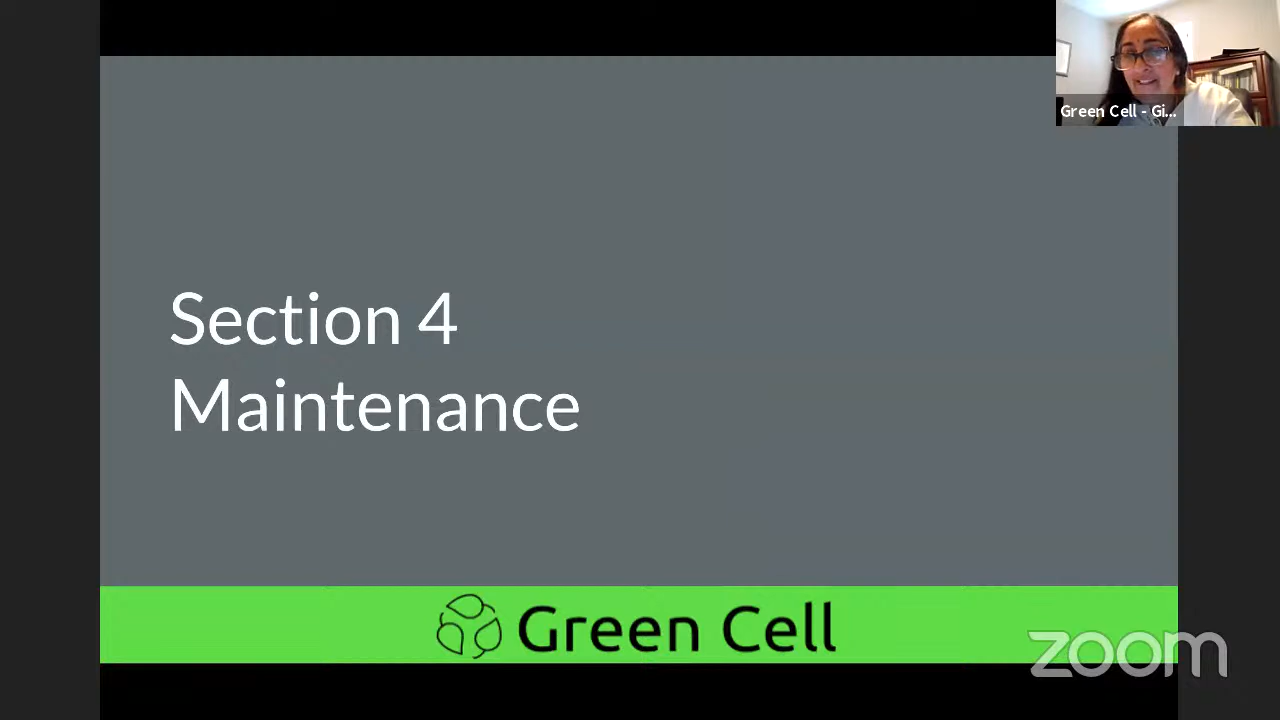 Green Cell - Gi...
Section 4
Maintenance
Green Cell
zoom